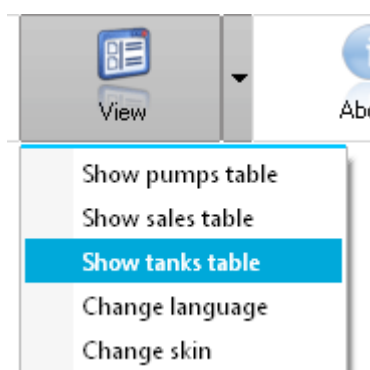 View
Show pumps table
Show sales table
Show tanks table
Change language
Change skin